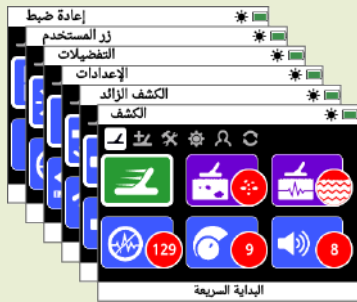 إعادة ضبط
زر المستخدم
التفضيلات
الإعدادات
الكشف الزائد
الكشف
129
9
8
البداية السريعة